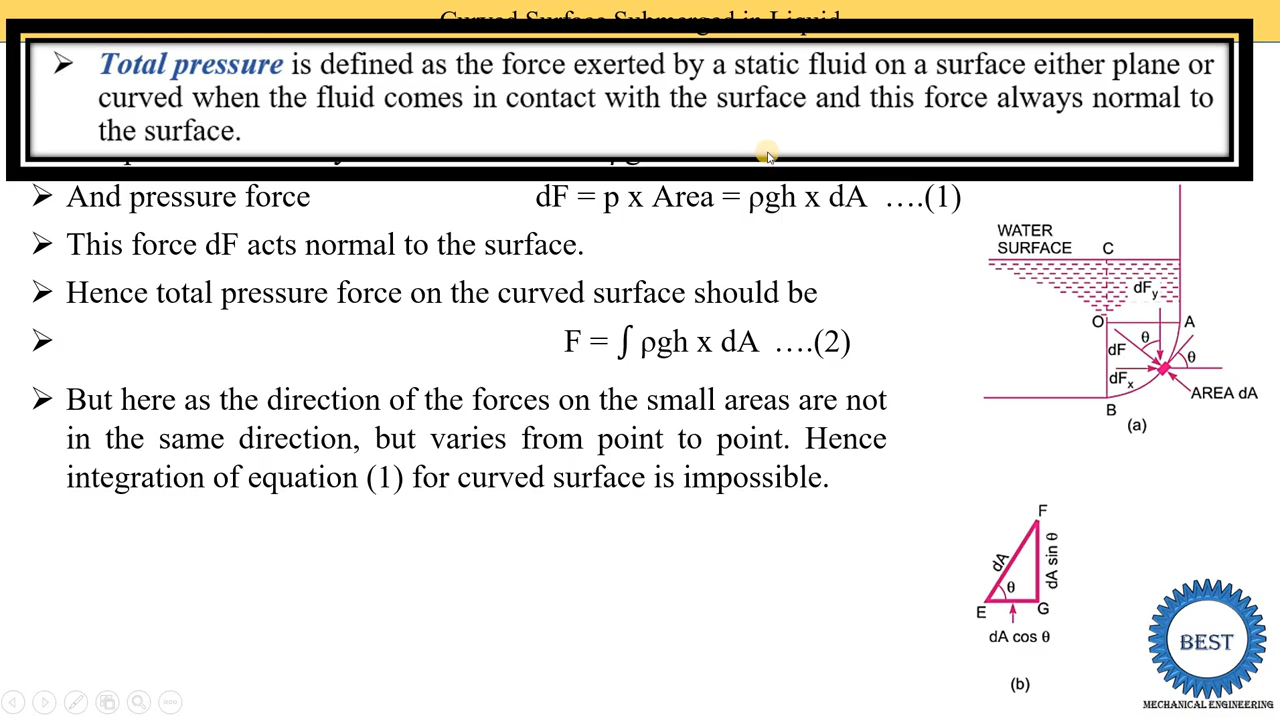 Curved Surface Submerged in Liquid
➢ Total pressure is defined as the force exerted by a static fluid on a surface either plane or
curved when the fluid comes in contact with the surface and this force always normal to
the surface.
➢ And pressure force dF = p x Area = ρgh x dA ….(1)
➢ This force dF acts normal to the surface.
➢ Hence total pressure force on the curved surface should be
➢ F = ∫ ρgh x dA ….(2)
➢ But here as the direction of the forces on the small areas are not
in the same direction, but varies from point to point. Hence
integration of equation (1) for curved surface is impossible.
WATER
SURFACE C
dFy
O A
θ
dF θ
dFx
AREA dA
B
(a)
F
dA
dA sin θ
θ
E G
dA cos θ
(b)
BEST
MECHANICAL ENGINEERING